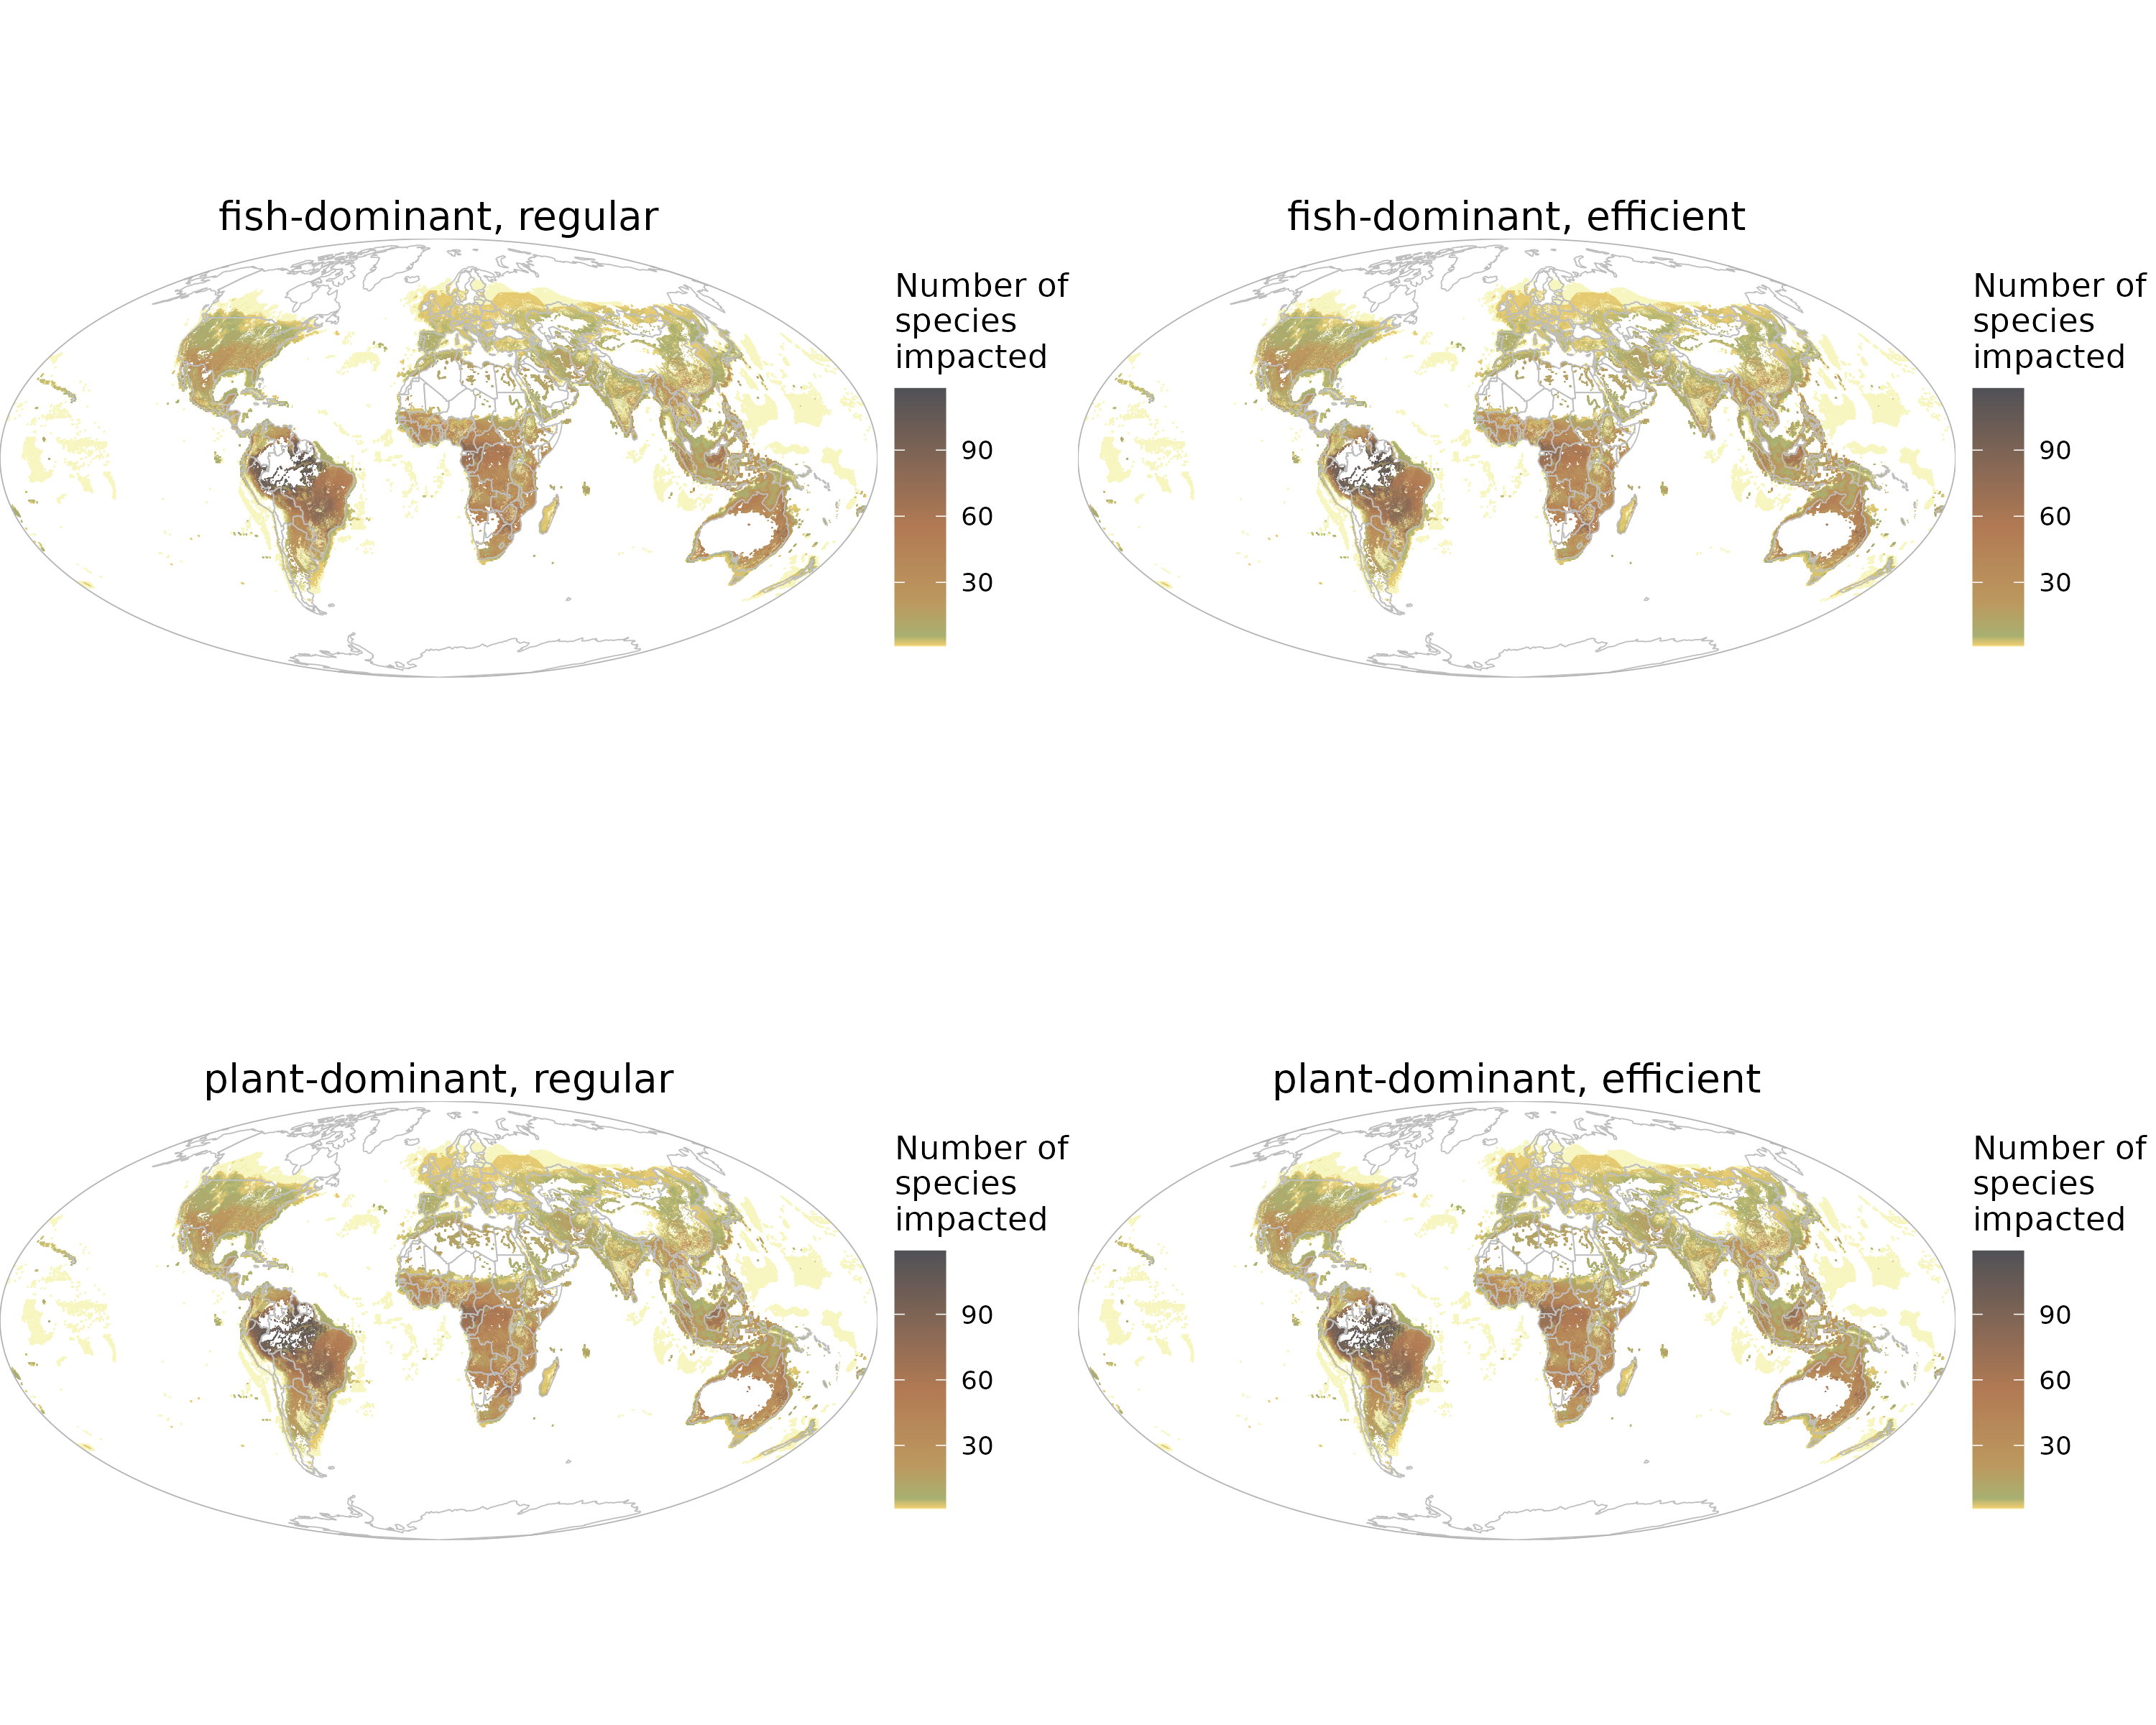 fish-dominant, regular
Number of
species
impacted
90
60
30
fish-dominant, efficient
Number of
species
impacted
90
60
30
plant-dominant, regular
Number of
species
impacted
90
60
30
plant-dominant, efficient
Number of
species
impacted
90
60
30